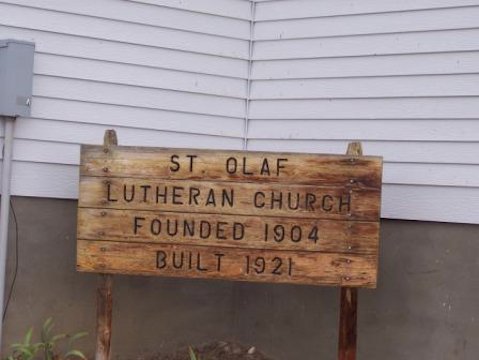 ST. OLAF
LUTHERAN CHURCH
FOUNDED 1904
BUILT 1921